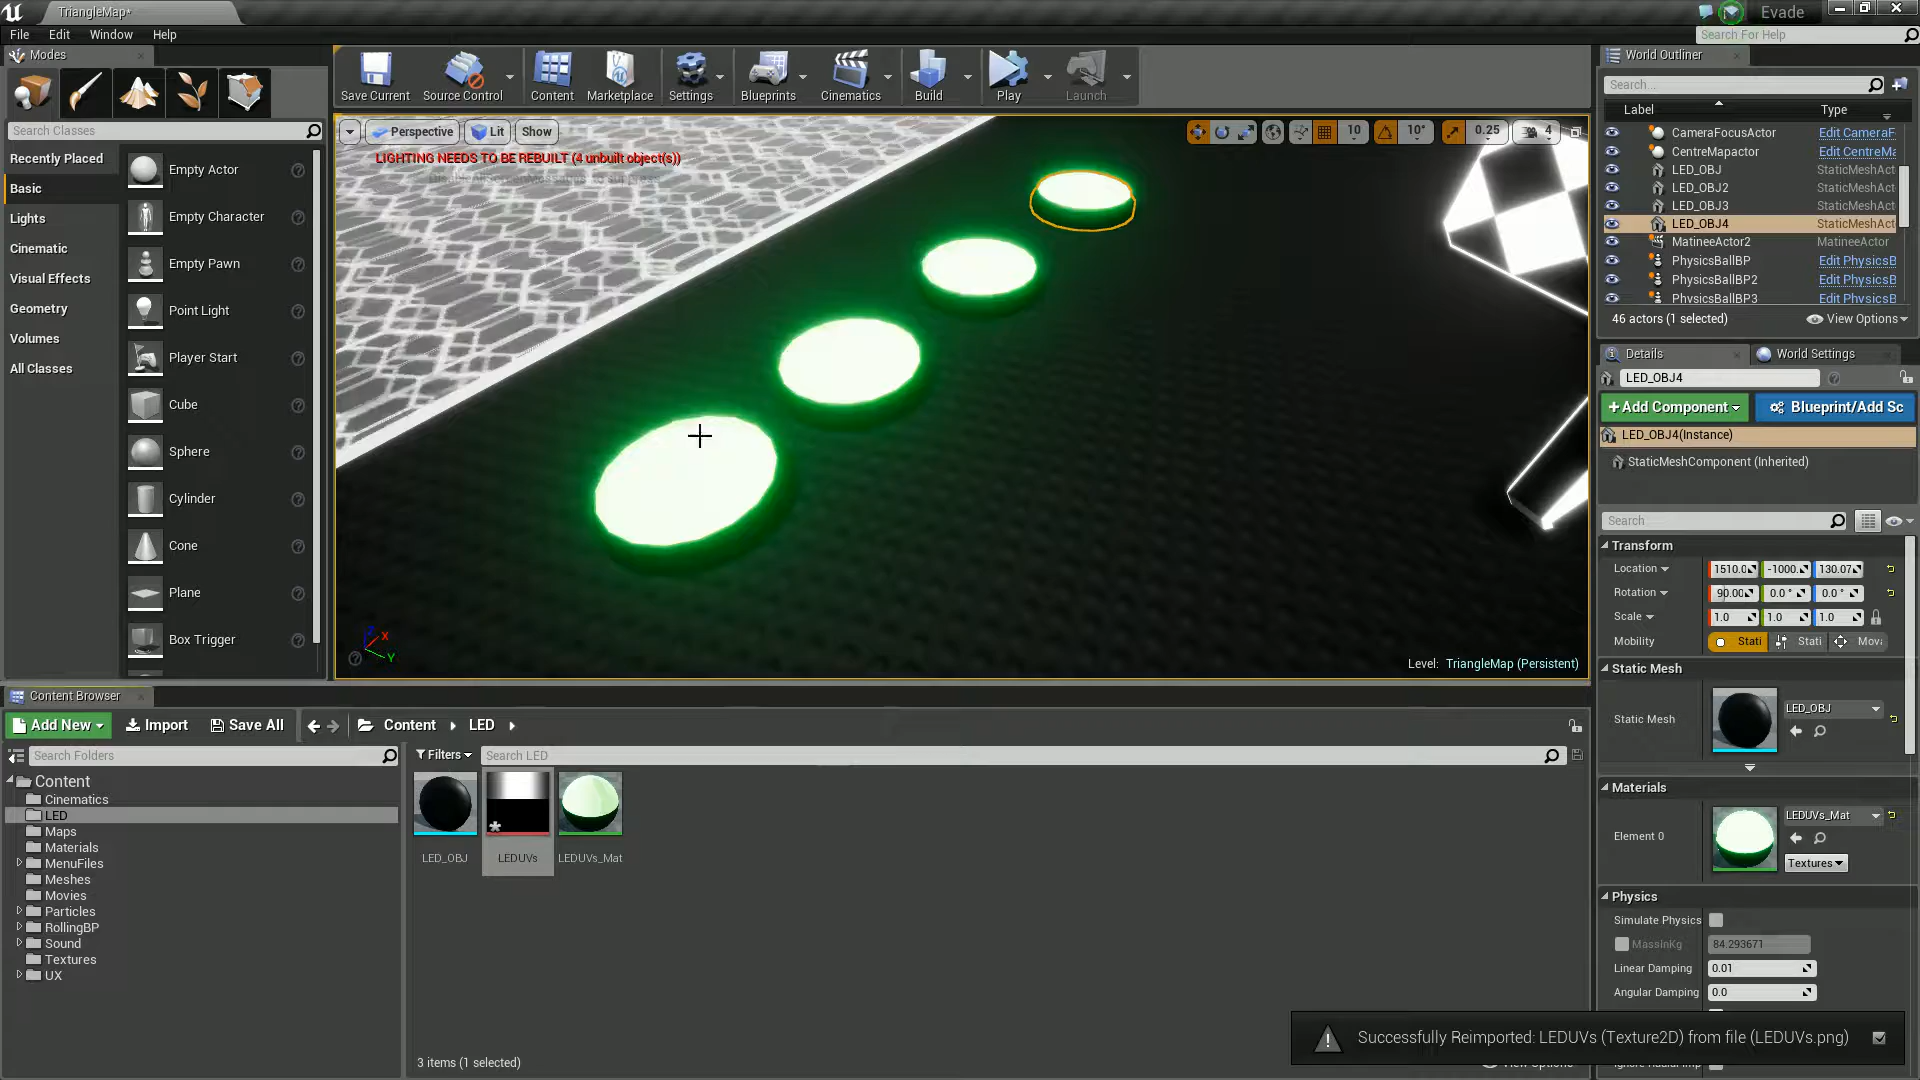 TriangleMap*
Evade
File Edit Window Help
Search For Help
Modes
Search Classes
Recently Placed
Basic
Lights
Cinematic
Visual Effects
Geometry
Volumes
All Classes
Empty Actor
Empty Character
Empty Pawn
Point Light
Player Start
Cube
Sphere
Cylinder
Cone
Plane
Box Trigger
Save Current
Source Control
Content
Marketplace
Settings
Blueprints
Cinematics
Build
Play
Launch
Perspective Lit Show
10 10° 0.25 4
LIGHTING NEEDS TO BE REBUILT (4 unbuilt object(s))
X
Y
Level: TriangleMap (Persistent)
World Outliner
Search...
Label Type
CameraFocusActor Edit CameraF
CentreMapactor Edit CentreMa
LED_OBJ StaticMeshAct
LED_OBJ2 StaticMeshAct
LED_OBJ3 StaticMeshAct
LED_OBJ4 StaticMeshAct
MatineeActor2 MatineeActor
PhysicsBallBP Edit PhysicsB
PhysicsBallBP2 Edit PhysicsB
PhysicsBallBP3 Edit PhysicsB
46 actors (1 selected) View Options
Details World Settings
LED_OBJ4
+Add Component Blueprint/Add Sc
LED_OBJ4(Instance)
StaticMeshComponent (Inherited)
Search
Transform
Location 1510.0 -1000. 130.07
Rotation 90.00 0.0 ° 0.0 °
Scale 1.0 1.0 1.0
Mobility Stati Stati Mova
Static Mesh
Static Mesh LED_OBJ
Materials
Element 0 LEDUVs_Mat
Textures
Physics
Simulate Physics
MassInKg 84.293671
Linear Damping 0.01
Angular Damping 0.0
Content Browser
Add New Import Save All Content LED
Search Folders
Content
Cinematics
LED
Maps
Materials
MenuFiles
Meshes
Movies
Particles
RollingBP
Sound
Textures
UX
Filters Search LED
LED_OBJ LEDUVs LEDUVs_Mat
3 items (1 selected)
Successfully Reimported: LEDUVs (Texture2D) from file (LEDUVs.png)